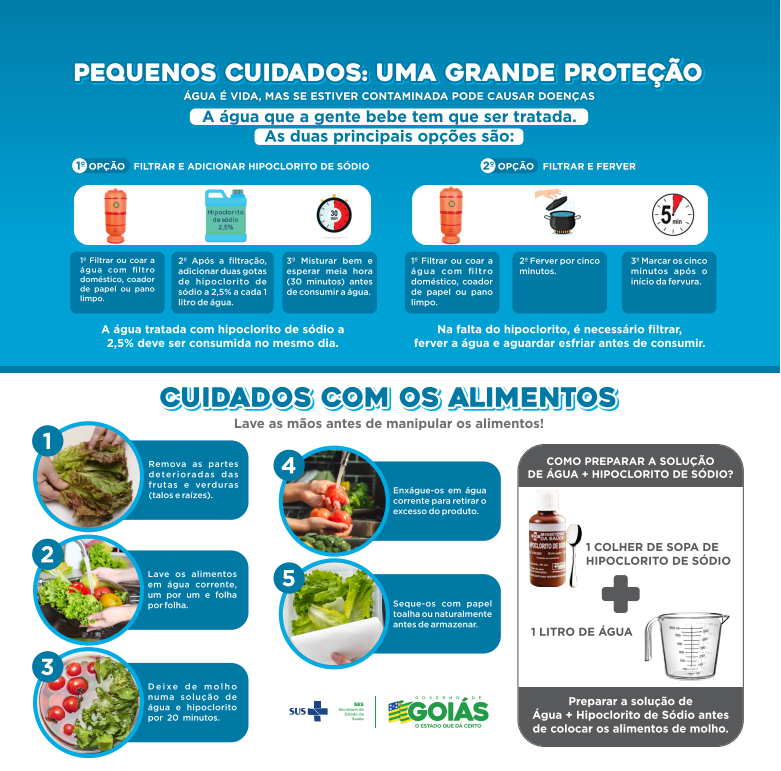 PEQUENOS CUIDADOS: UMA GRANDE PROTEÇÃO
ÁGUA É VIDA, MAS SE ESTIVER CONTAMINADA PODE CAUSAR DOENÇAS
A água que a gente bebe tem que ser tratada.
As duas principais opções são:
1º OPÇÃO FILTRAR E ADICIONAR HIPOCLORITO DE SÓDIO
Hipoclorito
de sódio
2,5%
30
min
1º Filtrar ou coar a
água com filtro
doméstico, coador
de papel ou pano
limpo.
2º Após a filtração,
adicionar duas gotas
de hipoclorito de
sódio a 2,5% a cada 1
litro de água.
3º Misturar bem e
esperar meia hora
(30 minutos) antes
de consumir a água.
A água tratada com hipoclorito de sódio a
2,5% deve ser consumida no mesmo dia.
2º OPÇÃO FILTRAR E FERVER
5
min
1º Filtrar ou coar a
água com filtro
doméstico, coador
de papel ou pano
limpo.
2º Ferver por cinco
minutos.
3º Marcar os cinco
minutos após o
início da fervura.
Na falta do hipoclorito, é necessário filtrar,
ferver a água e aguardar esfriar antes de consumir.
CUIDADOS COM OS ALIMENTOS
Lave as mãos antes de manipular os alimentos!
1
Remova as partes
deterioradas das
frutas e verduras
(talos e raízes).
2
Lave os alimentos
em água corrente,
um por um e folha
por folha.
3
Deixe de molho
numa solução de
água e hipoclorito
por 20 minutos.
4
Enxágue-os em água
corrente para retirar o
excesso do produto.
5
Seque-os com papel
toalha ou naturalmente
antes de armazenar.
SUS
SES
Secretaria de
Estado da
Saúde
GOVERNO DE
GOIÁS
O ESTADO QUE DÁ CERTO
COMO PREPARAR A SOLUÇÃO
DE ÁGUA + HIPOCLORITO DE SÓDIO?
MINISTÉRIO
DA SAÚDE
1 COLHER DE SOPA DE
HIPOCLORITO DE SÓDIO
1 LITRO DE ÁGUA
Preparar a solução de
Água + Hipoclorito de Sódio antes
de colocar os alimentos de molho.